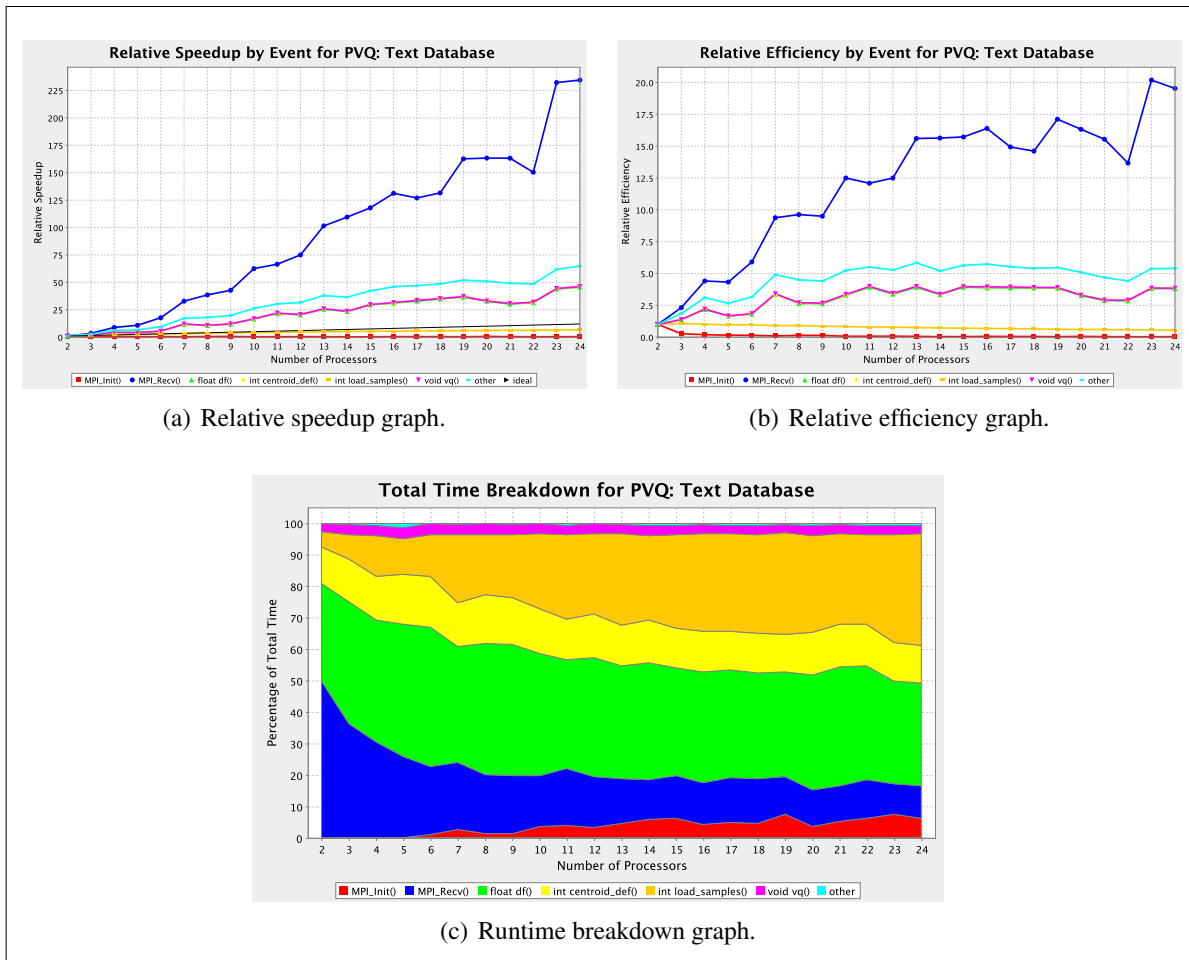 Relative Speedup by Event for PVQ: Text Database
225
200
175
150
125
100
75
50
25
0
Relative Speedup
2 3 4 5 6 7 8 9 10 11 12 13 14 15 16 17 18 19 20 21 22 23 24
Number of Processors
MPI_Init() MPI_Recv() float df() int centroid_def() int load_samples() void vq() other ideal
(a) Relative speedup graph.
Relative Efficiency by Event for PVQ: Text Database
20.0
17.5
15.0
12.5
10.0
7.5
5.0
2.5
0.0
Relative Efficiency
2 3 4 5 6 7 8 9 10 11 12 13 14 15 16 17 18 19 20 21 22 23 24
Number of Processors
MPI_Init() MPI_Recv() float df() int centroid_def() int load_samples() void vq() other
(b) Relative efficiency graph.
Total Time Breakdown for PVQ: Text Database
100
90
80
70
60
50
40
30
20
10
0
Percentage of Total Time
2 3 4 5 6 7 8 9 10 11 12 13 14 15 16 17 18 19 20 21 22 23 24
Number of Processors
MPI_Init() MPI_Recv() float df() int centroid_def() int load_samples() void vq() other
(c) Runtime breakdown graph.